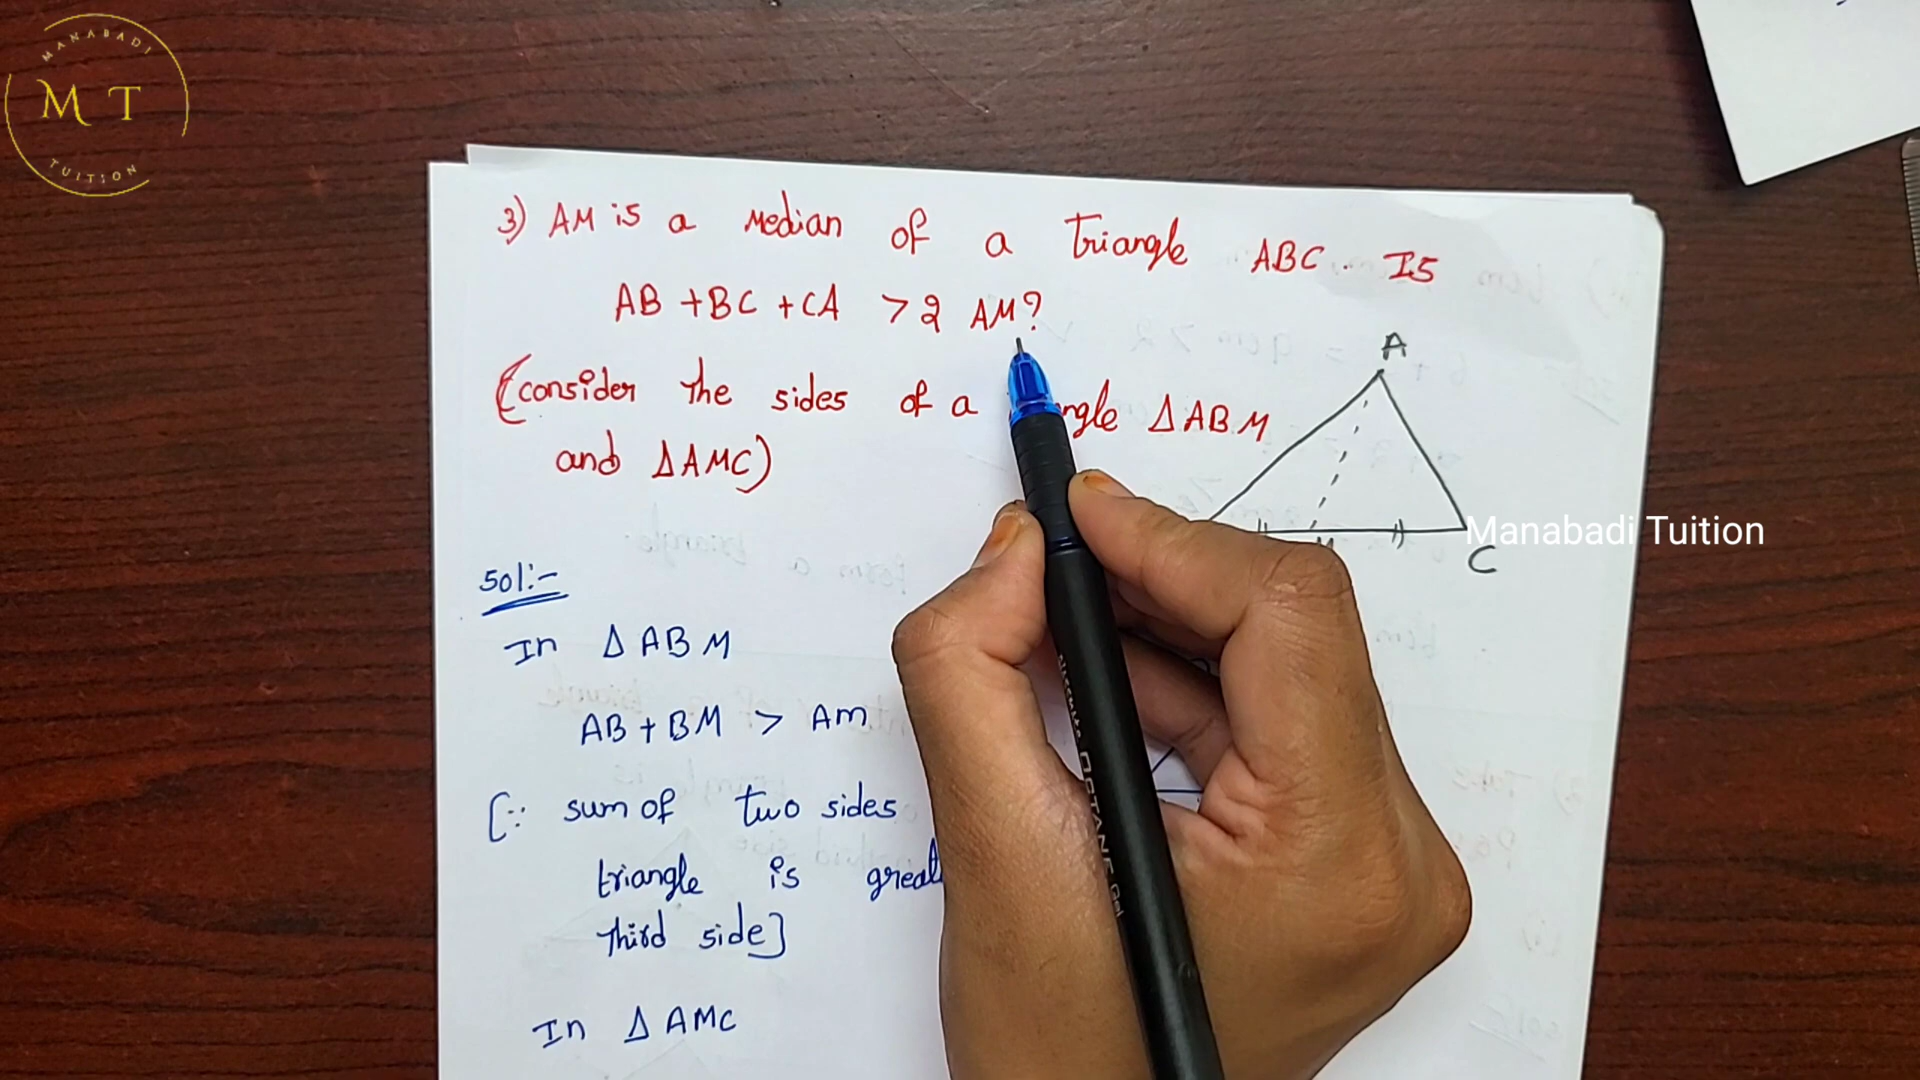 MANABADI
M T
TUITION
3) AM is a Median of a Triangle ABC. Is
AB + BC + CA > 2 AM?
(consider the sides of a ΔABM
and ΔAMC)
A
M
C
Manabadi Tuition
Sol:-
In Δ ABM
AB + BM > AM
[∵ sum of two sides
triangle is
third side]
In Δ AMC